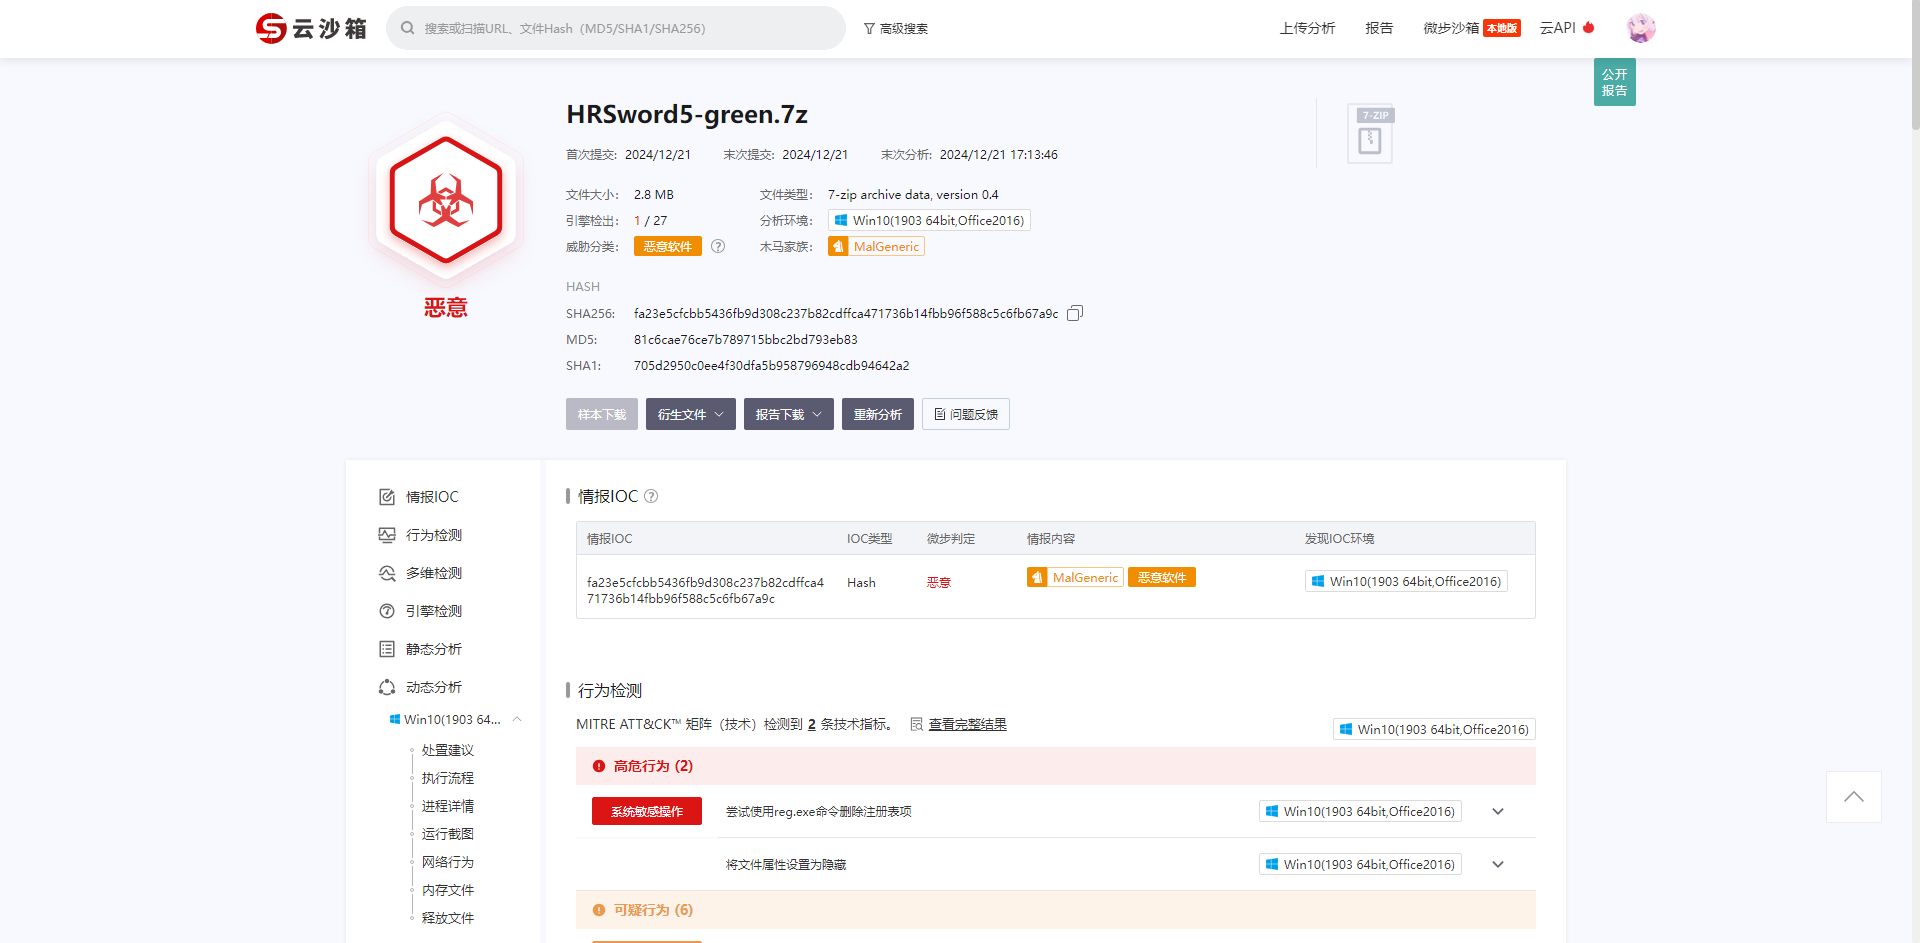 云沙箱
搜索或扫描URL、文件Hash（MD5/SHA1/SHA256）
高级搜索
上传分析
报告
微步沙箱 本地版
云API
公开
报告
恶意
HRSword5-green.7z
首次提交: 2024/12/21 末次提交: 2024/12/21 末次分析: 2024/12/21 17:13:46
7-ZIP
文件大小: 2.8 MB 文件类型: 7-zip archive data, version 0.4
引擎检出: 1 / 27 分析环境: Win10(1903 64bit,Office2016)
威胁分类: 恶意软件 ? 木马家族: MalGeneric
HASH
SHA256: fa23e5cfcbb5436fb9d308c237b82cdffca471736b14fbb96f588c5c6fb67a9c
MD5: 81c6cae76ce7b789715bbc2bd793eb83
SHA1: 705d2950c0ee4f30dfa5b958796948cdb94642a2
样本下载 衍生文件 报告下载 重新分析 问题反馈
情报IOC
行为检测
多维检测
引擎检测
静态分析
动态分析
Win10(1903 64...
处置建议
执行流程
进程详情
运行截图
网络行为
内存文件
释放文件
情报IOC ?
情报IOC IOC类型 微步判定 情报内容 发现IOC环境
fa23e5cfcbb5436fb9d308c237b82cdffca4
71736b14fbb96f588c5c6fb67a9c
Hash 恶意 MalGeneric 恶意软件 Win10(1903 64bit,Office2016)
行为检测
MITRE ATT&CK™ 矩阵（技术）检测到 2 条技术指标。 查看完整结果
Win10(1903 64bit,Office2016)
高危行为 (2)
系统敏感操作 尝试使用reg.exe命令删除注册表项 Win10(1903 64bit,Office2016)
将文件属性设置为隐藏 Win10(1903 64bit,Office2016)
可疑行为 (6)